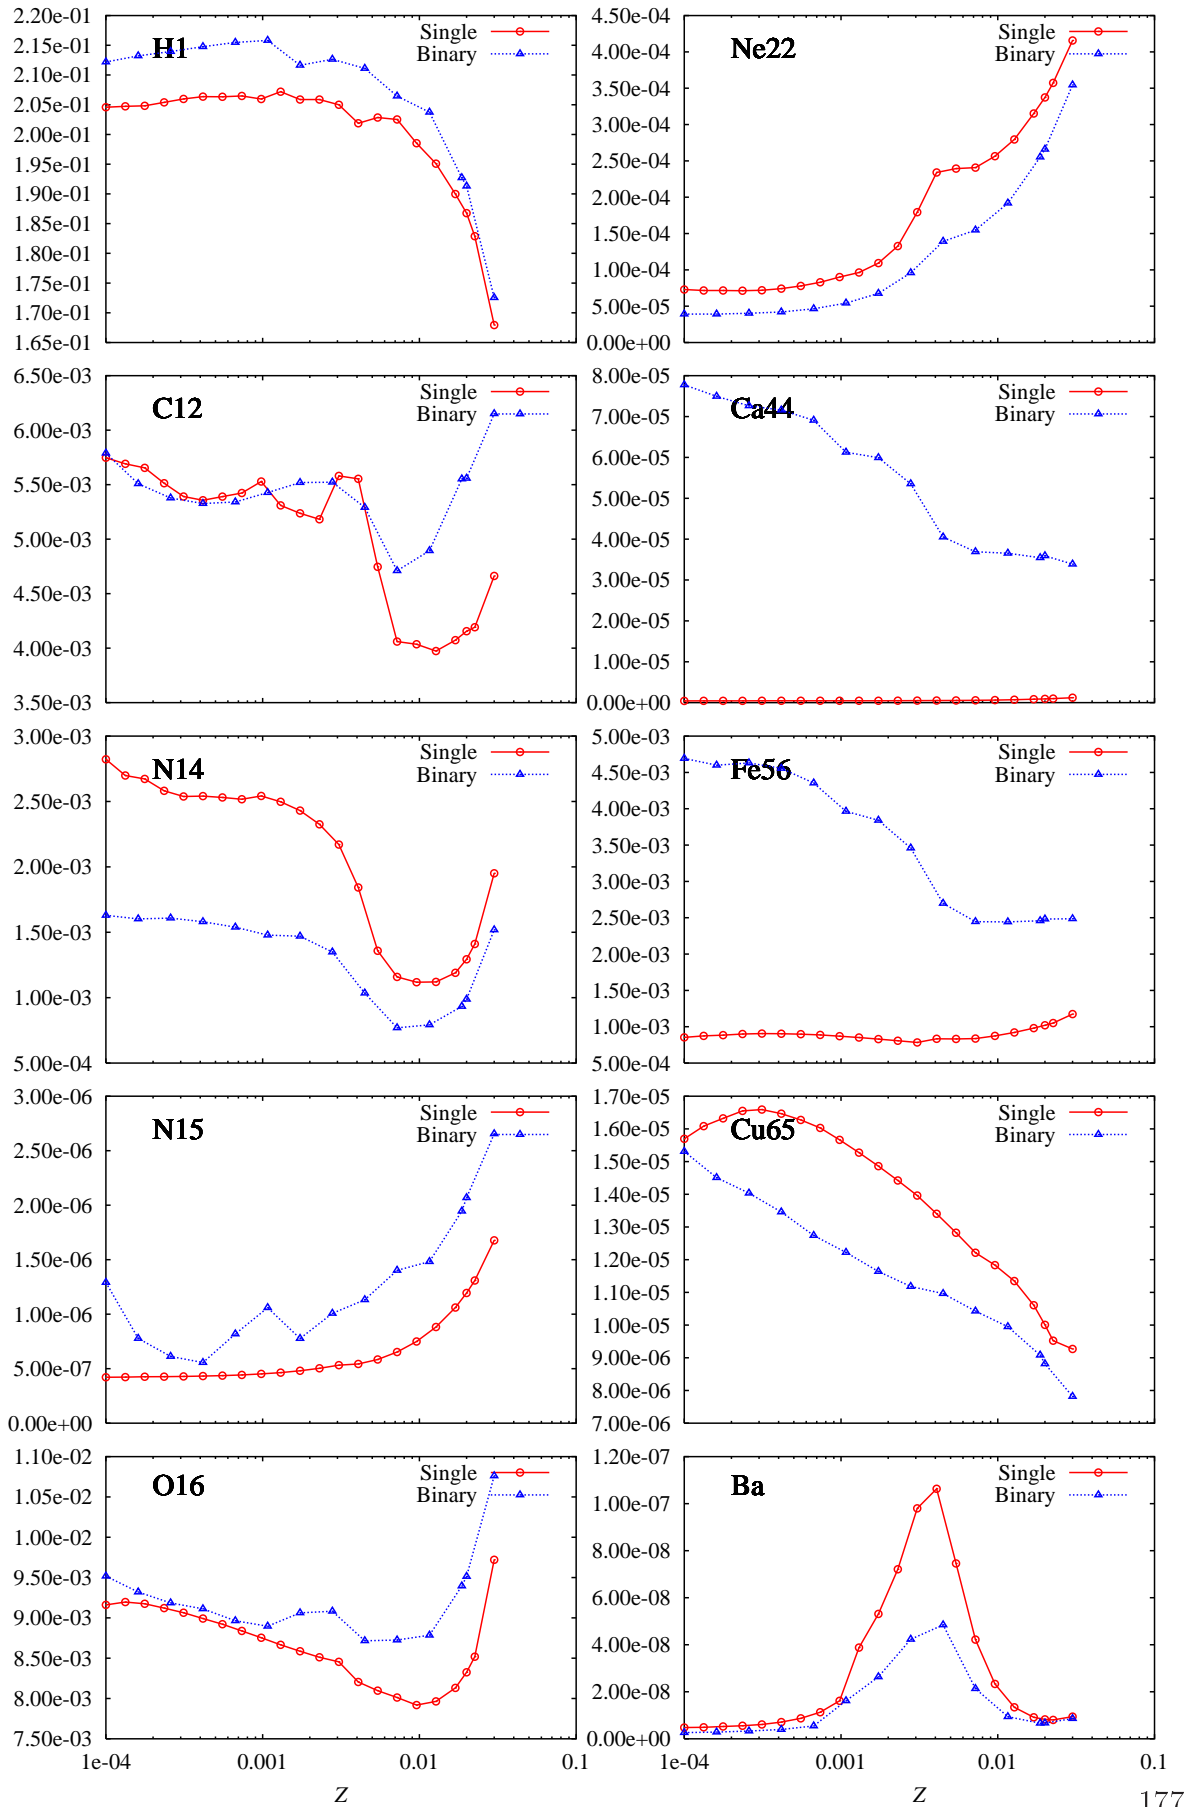 H1
Single
Binary
2.20e-01
2.15e-01
2.10e-01
2.05e-01
2.00e-01
1.95e-01
1.90e-01
1.85e-01
1.80e-01
1.75e-01
1.70e-01
1.65e-01
Ne22
Single
Binary
4.50e-04
4.00e-04
3.50e-04
3.00e-04
2.50e-04
2.00e-04
1.50e-04
1.00e-04
5.00e-05
0.00e+00
C12
Single
Binary
6.50e-03
6.00e-03
5.50e-03
5.00e-03
4.50e-03
4.00e-03
3.50e-03
Ca44
Single
Binary
8.00e-05
7.00e-05
6.00e-05
5.00e-05
4.00e-05
3.00e-05
2.00e-05
1.00e-05
0.00e+00
N14
Single
Binary
3.00e-03
2.50e-03
2.00e-03
1.50e-03
1.00e-03
5.00e-04
Fe56
Single
Binary
5.00e-03
4.50e-03
4.00e-03
3.50e-03
3.00e-03
2.50e-03
2.00e-03
1.50e-03
1.00e-03
5.00e-04
N15
Single
Binary
3.00e-06
2.50e-06
2.00e-06
1.50e-06
1.00e-06
5.00e-07
0.00e+00
Cu65
Single
Binary
1.70e-05
1.60e-05
1.50e-05
1.40e-05
1.30e-05
1.20e-05
1.10e-05
1.00e-05
9.00e-06
8.00e-06
7.00e-06
O16
Single
Binary
1.10e-02
1.05e-02
1.00e-02
9.50e-03
9.00e-03
8.50e-03
8.00e-03
7.50e-03
1e-04 0.001 0.01 0.1
Z
Ba
Single
Binary
1.20e-07
1.00e-07
8.00e-08
6.00e-08
4.00e-08
2.00e-08
0.00e+00
1e-04 0.001 0.01 0.1
Z
177